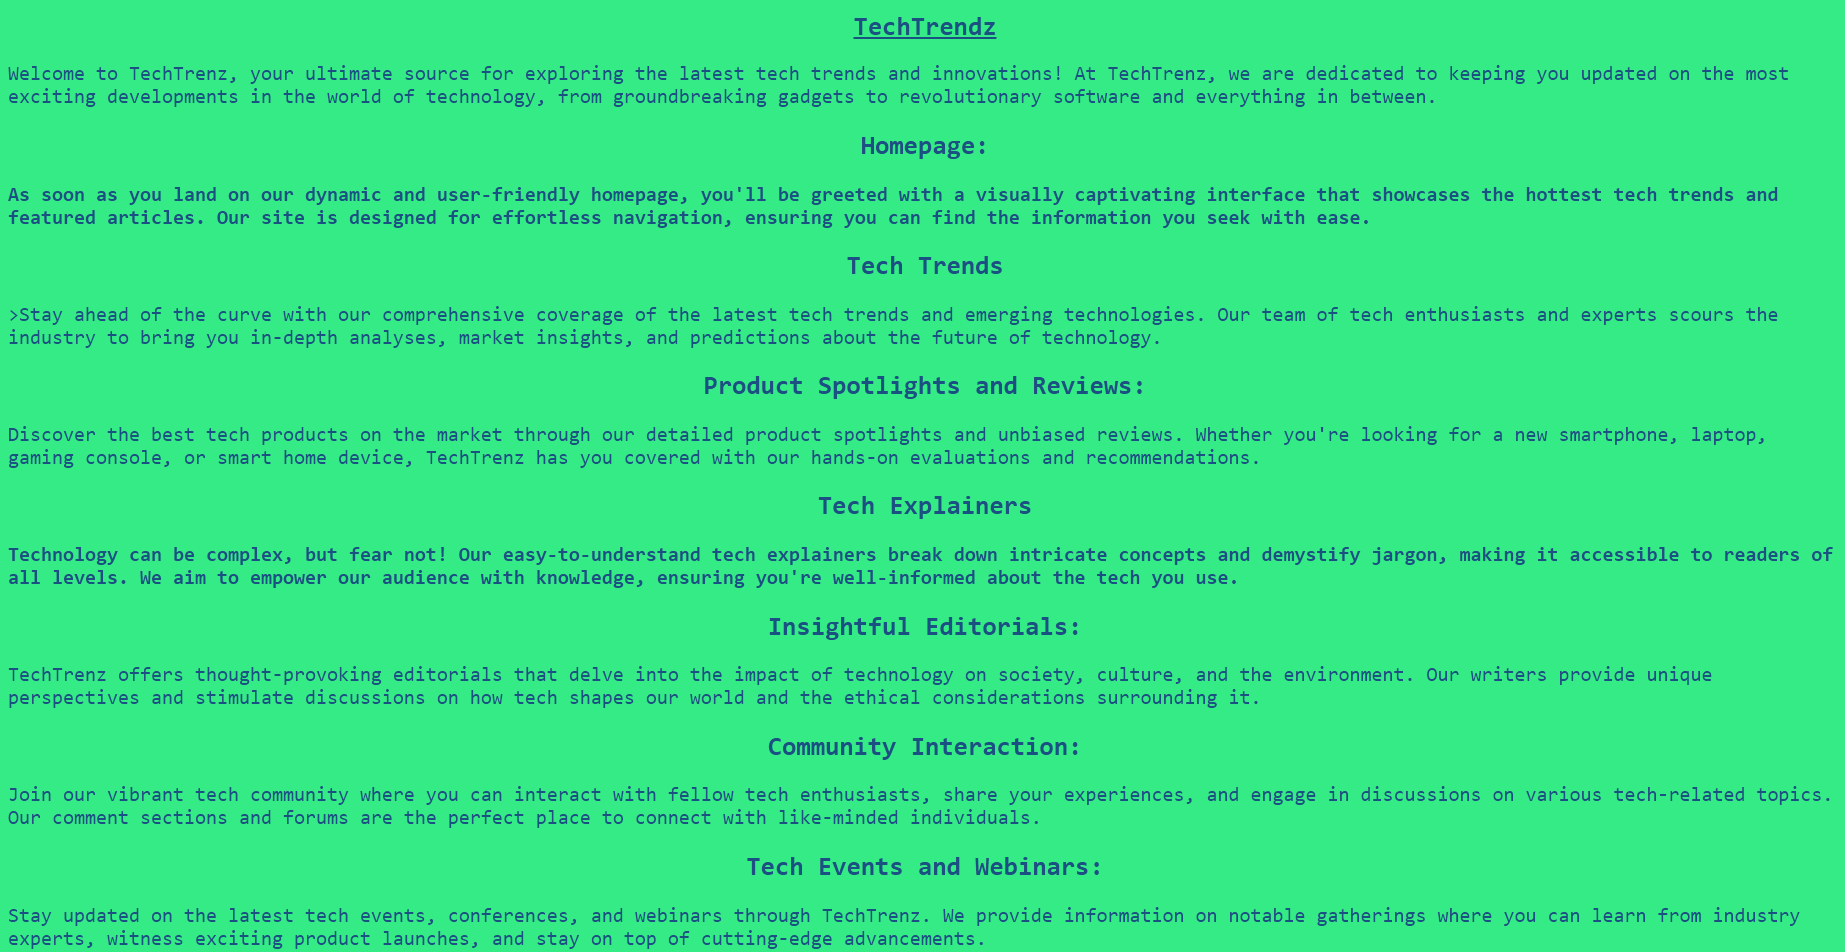 TechTrendz
Welcome to TechTrenz, your ultimate source for exploring the latest tech trends and innovations! At TechTrenz, we are dedicated to keeping you updated on the most
exciting developments in the world of technology, from groundbreaking gadgets to revolutionary software and everything in between.
Homepage:
As soon as you land on our dynamic and user-friendly homepage, you'll be greeted with a visually captivating interface that showcases the hottest tech trends and
featured articles. Our site is designed for effortless navigation, ensuring you can find the information you seek with ease.
Tech Trends
>Stay ahead of the curve with our comprehensive coverage of the latest tech trends and emerging technologies. Our team of tech enthusiasts and experts scours the
industry to bring you in-depth analyses, market insights, and predictions about the future of technology.
Product Spotlights and Reviews:
Discover the best tech products on the market through our detailed product spotlights and unbiased reviews. Whether you're looking for a new smartphone, laptop,
gaming console, or smart home device, TechTrenz has you covered with our hands-on evaluations and recommendations.
Tech Explainers
Technology can be complex, but fear not! Our easy-to-understand tech explainers break down intricate concepts and demystify jargon, making it accessible to readers of
all levels. We aim to empower our audience with knowledge, ensuring you're well-informed about the tech you use.
Insightful Editorials:
TechTrenz offers thought-provoking editorials that delve into the impact of technology on society, culture, and the environment. Our writers provide unique
perspectives and stimulate discussions on how tech shapes our world and the ethical considerations surrounding it.
Community Interaction:
Join our vibrant tech community where you can interact with fellow tech enthusiasts, share your experiences, and engage in discussions on various tech-related topics.
Our comment sections and forums are the perfect place to connect with like-minded individuals.
Tech Events and Webinars:
Stay updated on the latest tech events, conferences, and webinars through TechTrenz. We provide information on notable gatherings where you can learn from industry
experts, witness exciting product launches, and stay on top of cutting-edge advancements.